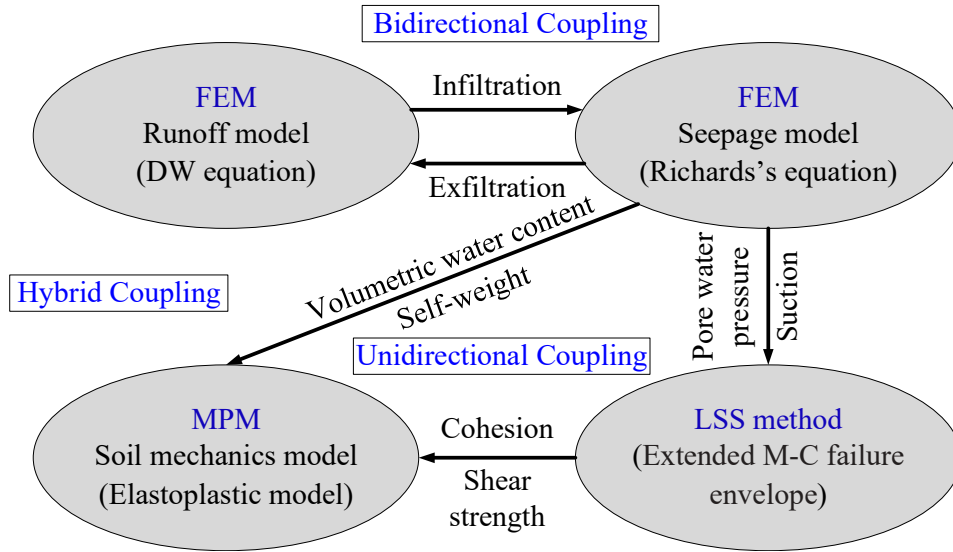 Bidirectional Coupling
FEM
Runoff model
(DW equation)
Infiltration
Exfiltration
FEM
Seepage model
(Richards's equation)
Volumetric water content
Self-weight
Pore water
pressure
Suction
Hybrid Coupling
Unidirectional Coupling
MPM
Soil mechanics model
(Elastoplastic model)
Cohesion
Shear
strength
LSS method
(Extended M-C failure
envelope)